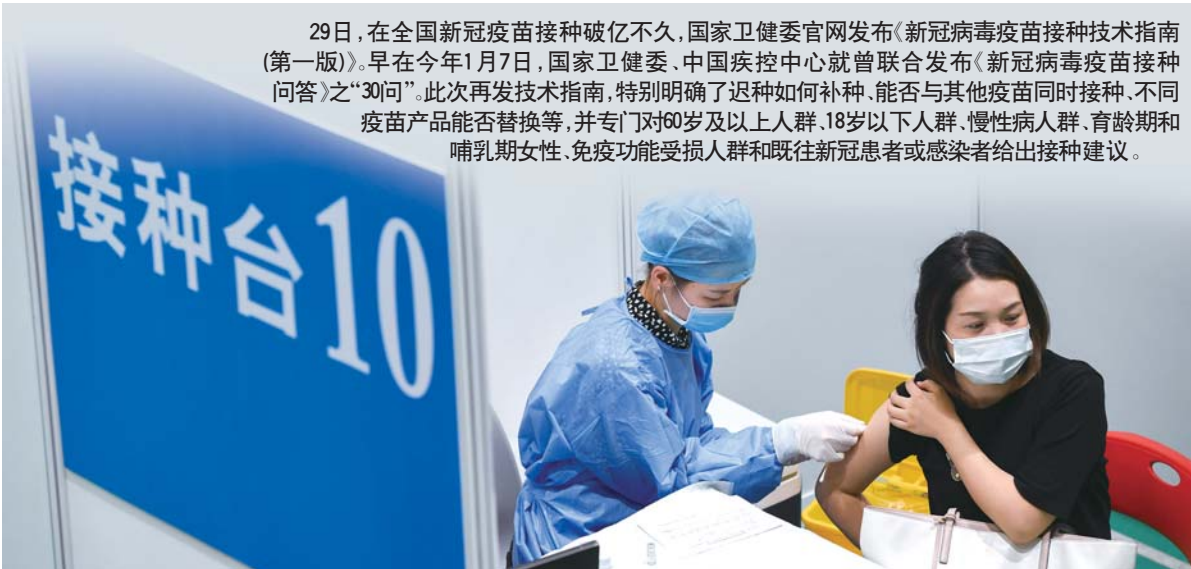 29日,在全国新冠疫苗接种破亿不久,国家卫健委官网发布《新冠病毒疫苗接种技术指南
(第一版)》。早在今年1月7日,国家卫健委、中国疾控中心就曾联合发布《新冠病毒疫苗接种
问答》之“30问”。此次再发技术指南,特别明确了迟种如何补种、能否与其他疫苗同时接种、不同
疫苗产品能否替换等,并专门对60岁及以上人群、18岁以下人群、慢性病人群、育龄期和
哺乳期女性、免疫功能受损人群和既往新冠患者或感染者给出接种建议。
接种台10